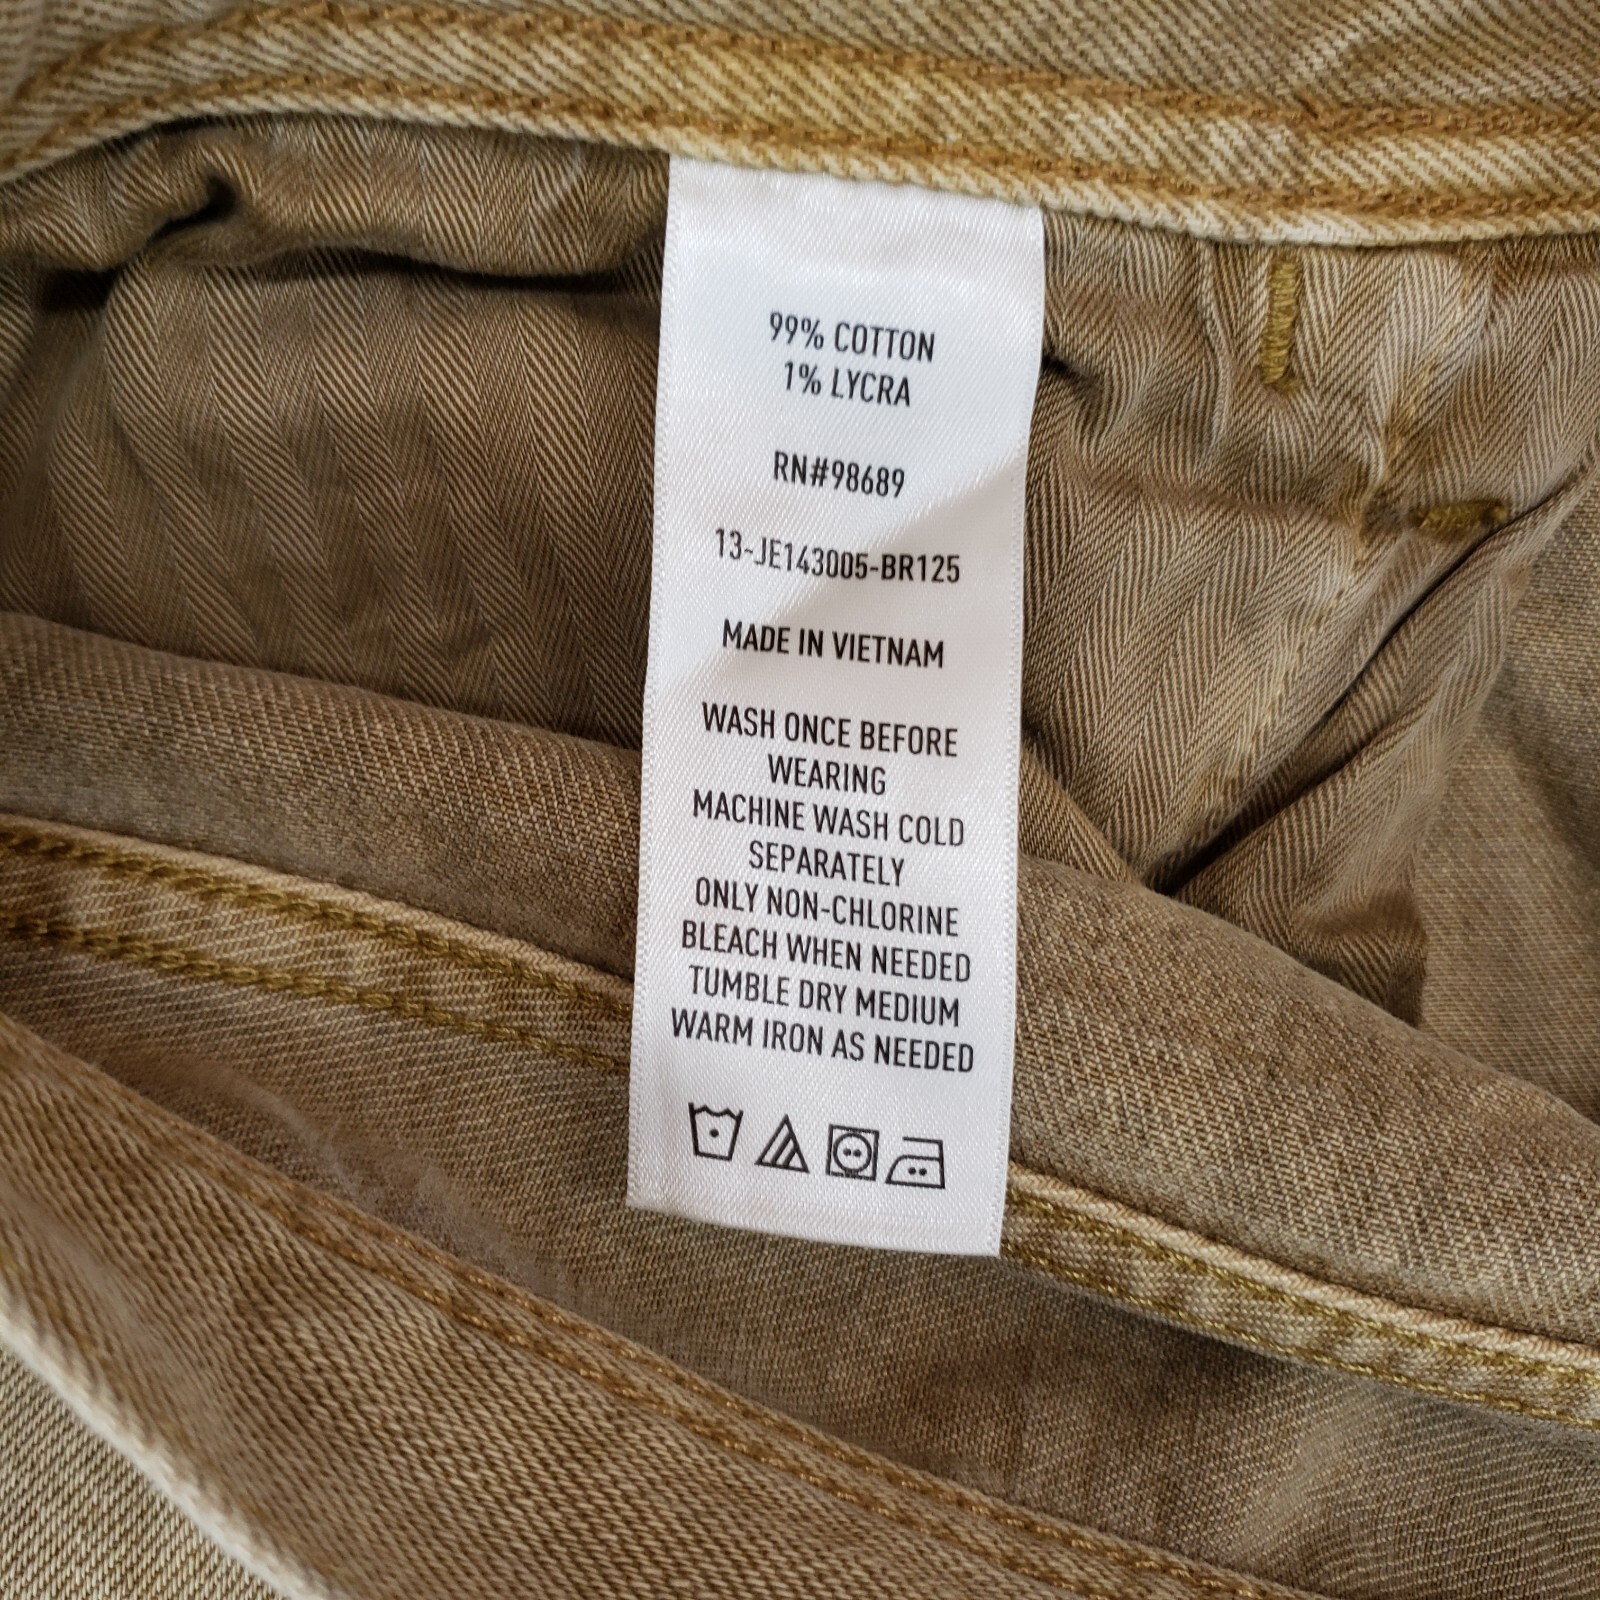 99% COTTON
1% LYCRA
RN#98689
13-JE143005-BR125
MADE IN VIETNAM
WASH ONCE BEFORE
WEARING
MACHINE WASH COLD
SEPARATELY
ONLY NON-CHLORINE
BLEACH WHEN NEEDED
TUMBLE DRY MEDIUM
WARM IRON AS NEEDED